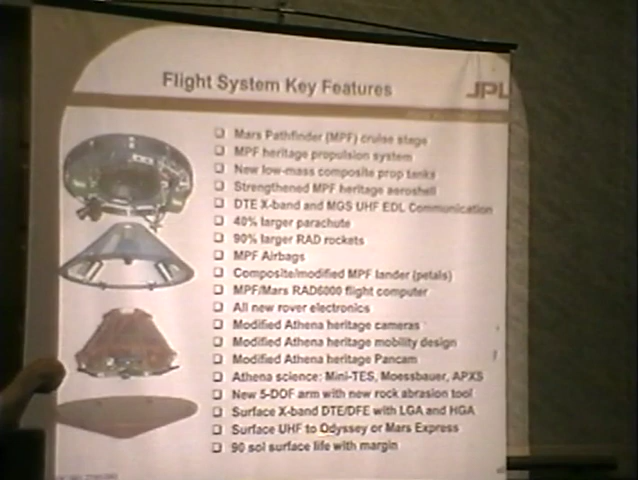 Flight System Key Features
JPL
❑ Mars Pathfinder (MPF) cruise stage
❑ MPF heritage propulsion system
❑ New low-mass composite prop tanks
❑ Strengthened MPF heritage aeroshell
❑ DTE X-band and MGS UHF EDL Communication
❑ 40% larger parachute
❑ 90% larger RAD rockets
❑ MPF Airbags
❑ Composite/modified MPF lander (petals)
❑ MPF/Mars RAD6000 flight computer
❑ All new rover electronics
❑ Modified Athena heritage cameras
❑ Modified Athena heritage mobility design
❑ Modified Athena heritage Pancam
❑ Athena science: Mini-TES, Moessbauer, APXS
❑ New 5-DOF arm with new rock abrasion tool
❑ Surface X-band DTE/DFE with LGA and HGA
❑ Surface UHF to Odyssey or Mars Express
❑ 90 sol surface life with margin